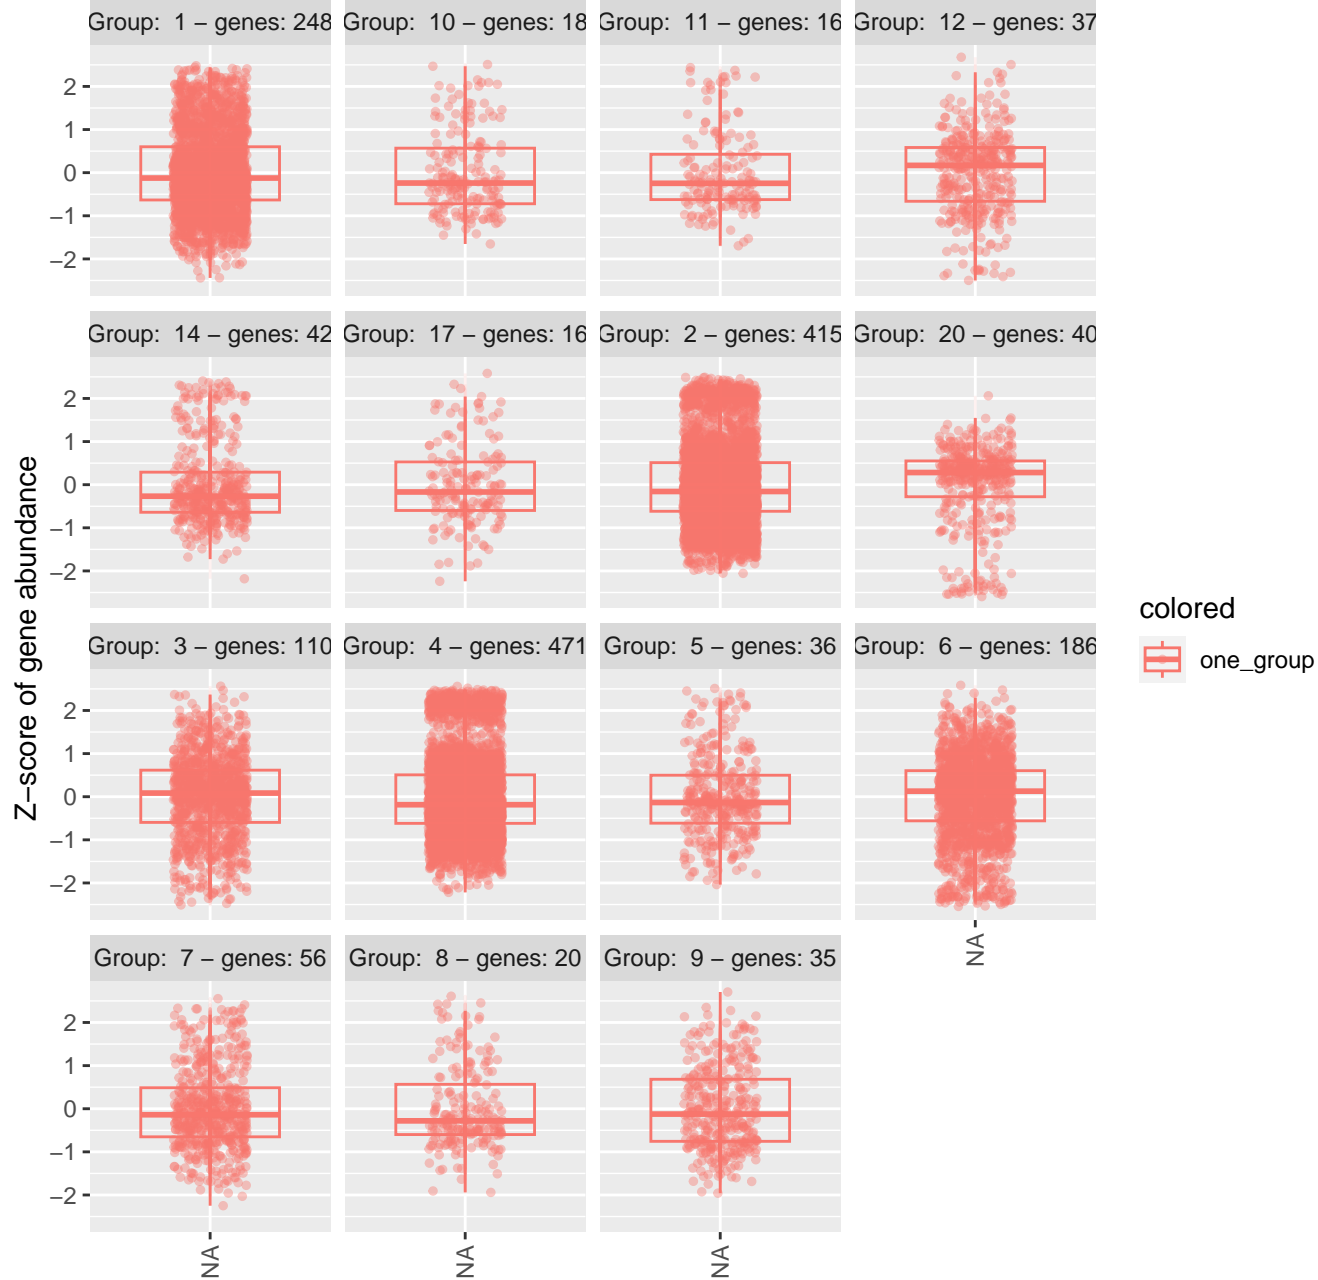 Group:  1 − genes: 248
Group:  10 − genes: 18
Group:  11 − genes: 16
Group:  12 − genes: 37
2
1
0
−1
−2
Group:  14 − genes: 42
Group:  17 − genes: 16
Group:  2 − genes: 415
Group:  20 − genes: 40
2
1
0
−1
−2
Z−score of gene abundance
colored
one_group
Group:  3 − genes: 110
Group:  4 − genes: 471
Group:  5 − genes: 36
Group:  6 − genes: 186
2
1
0
−1
−2
NA
Group:  7 − genes: 56
Group:  8 − genes: 20
Group:  9 − genes: 35
2
1
0
−1
−2
NA
NA
NA